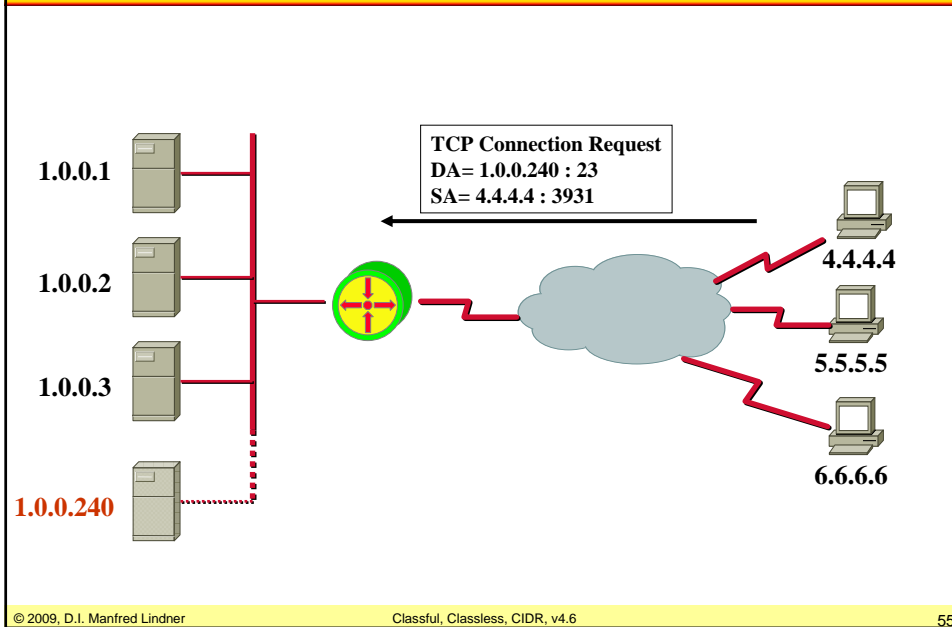 TCP Connection Request
DA= 1.0.0.240 : 23
SA= 4.4.4.4 : 3931
1.0.0.1
1.0.0.2
1.0.0.3
1.0.0.240
4.4.4.4
5.5.5.5
6.6.6.6
© 2009, D.I. Manfred Lindner
Classful, Classless, CIDR, v4.6
55